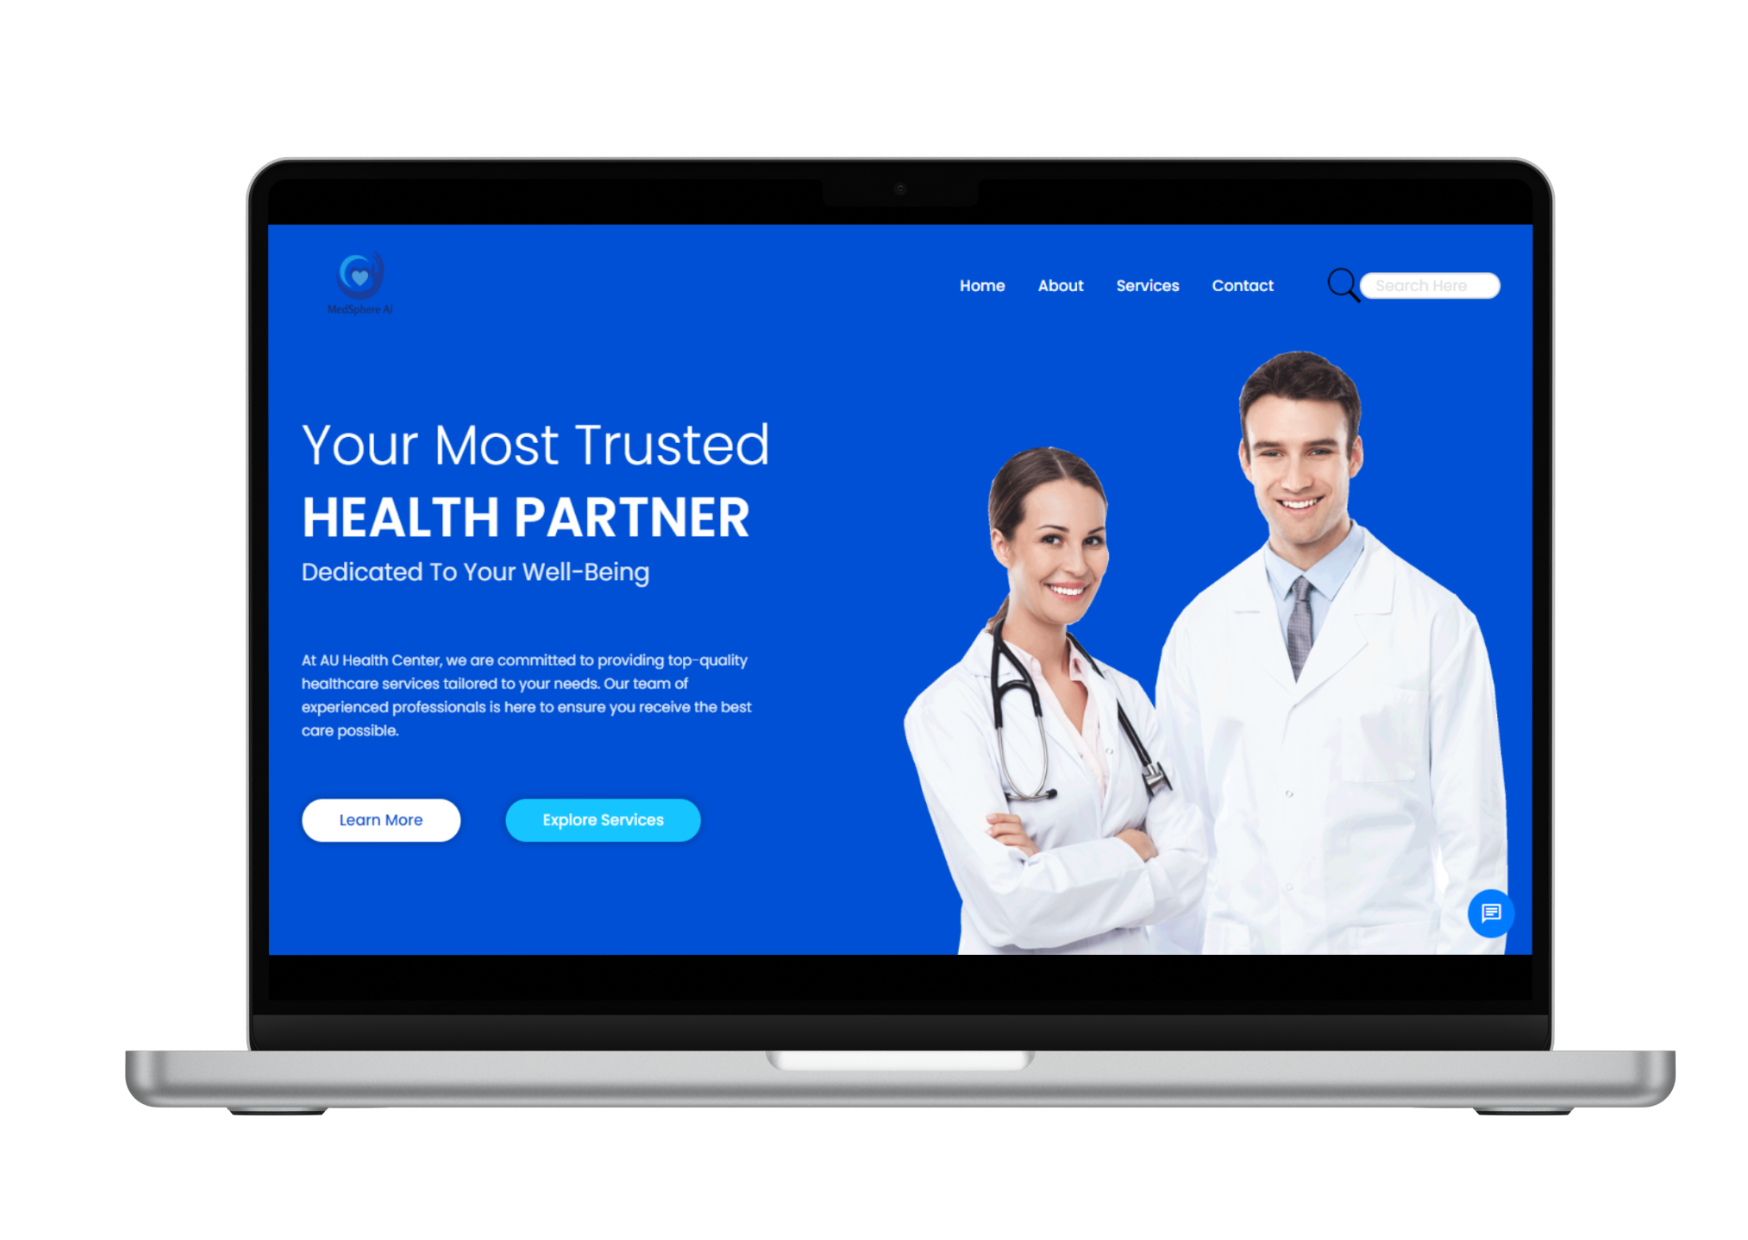 MedSphere AI
Home About Services Contact Search Here
Your Most Trusted
HEALTH PARTNER
Dedicated To Your Well-Being
At AU Health Center, we are committed to providing top-quality
healthcare services tailored to your needs. Our team of
experienced professionals is here to ensure you receive the best
care possible.
Learn More Explore Services